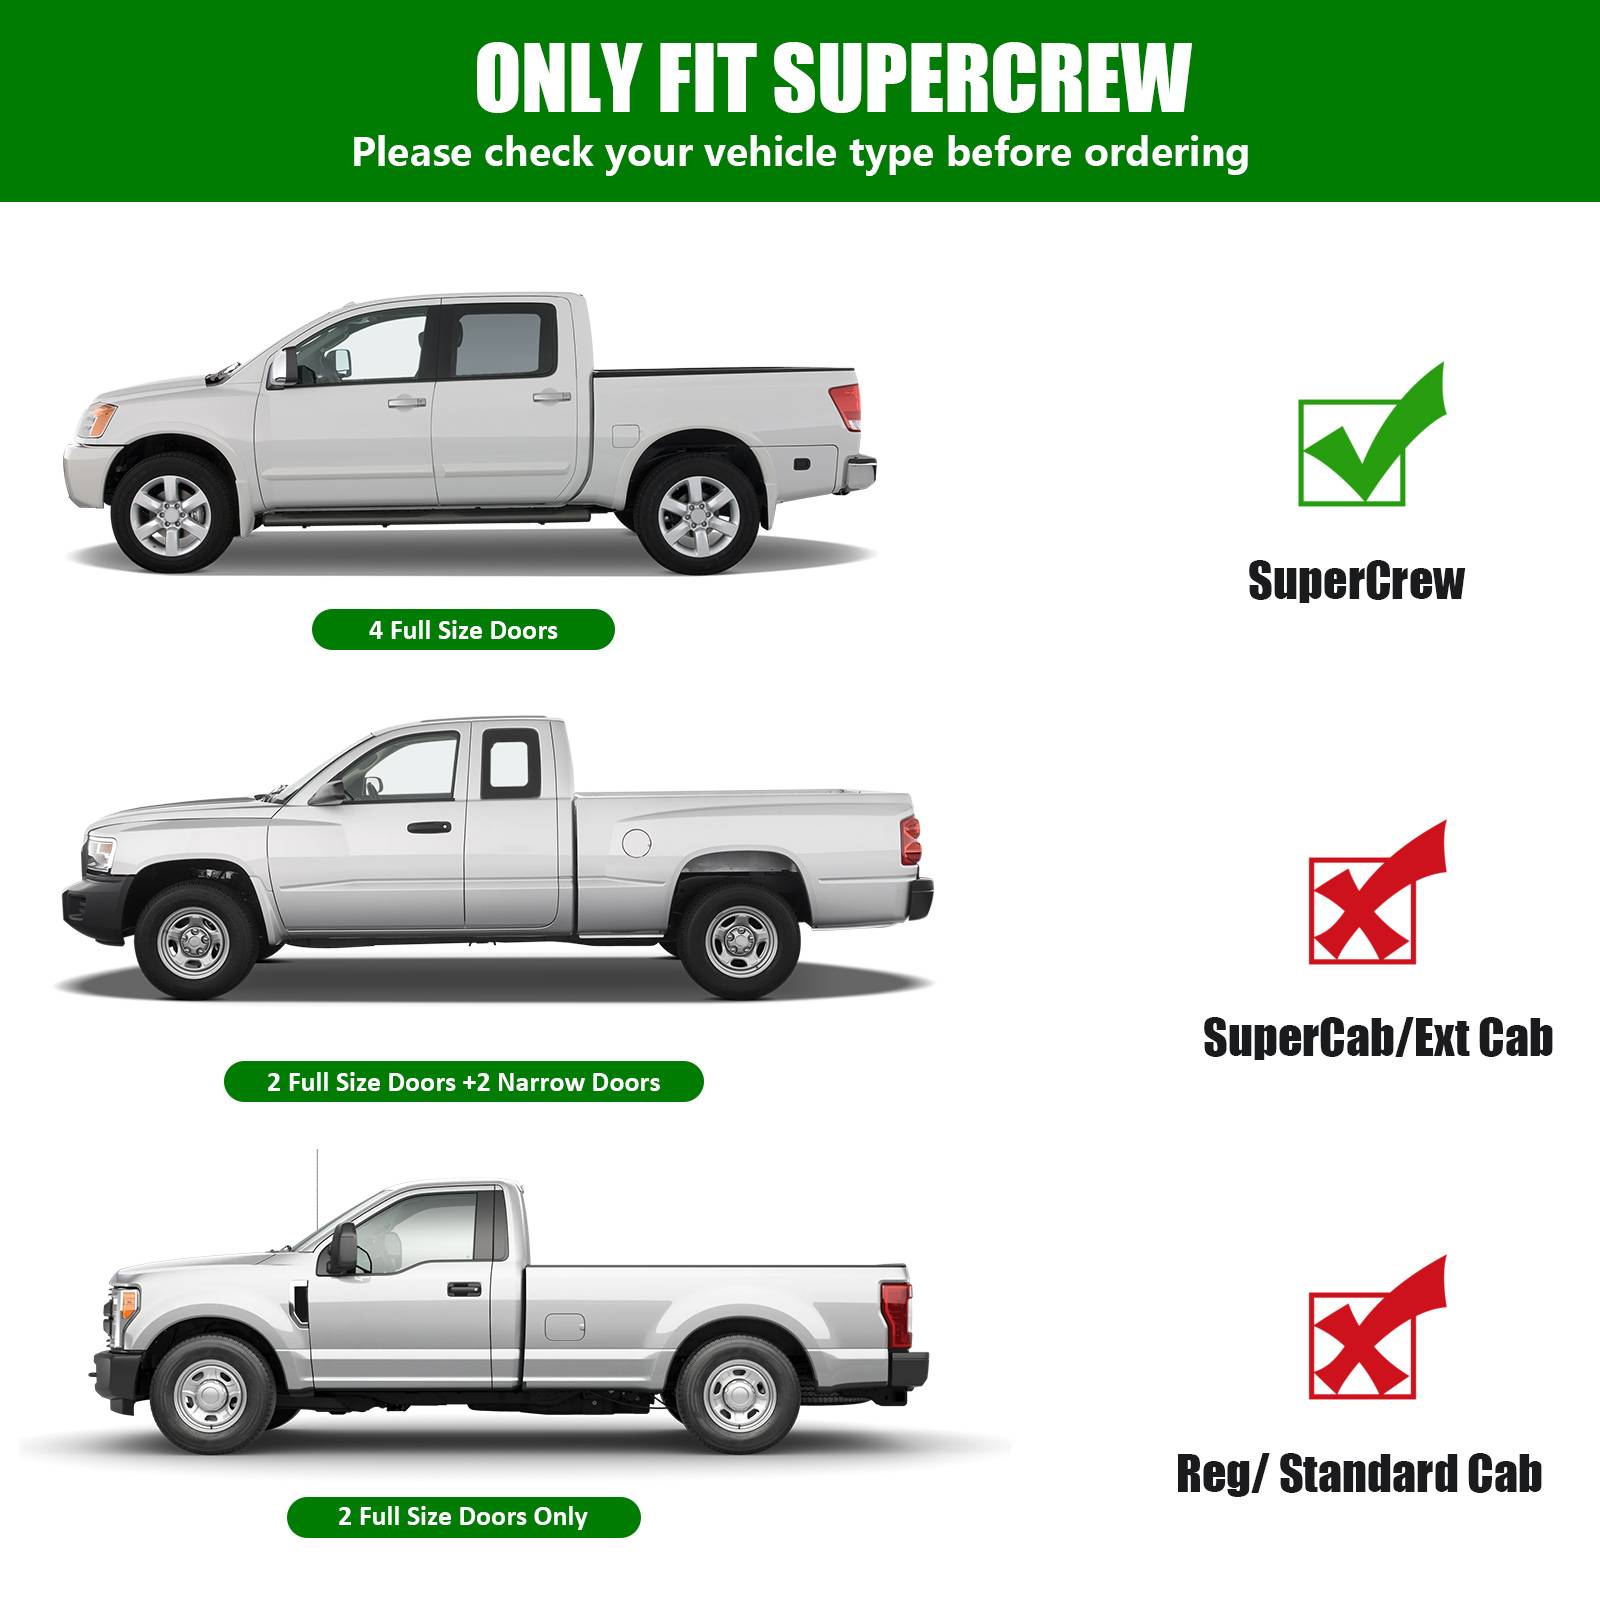 ONLY FIT SUPERCREW
Please check your vehicle type before ordering
SuperCrew
4 Full Size Doors
SuperCab/Ext Cab
2 Full Size Doors +2 Narrow Doors
Reg/ Standard Cab
2 Full Size Doors Only